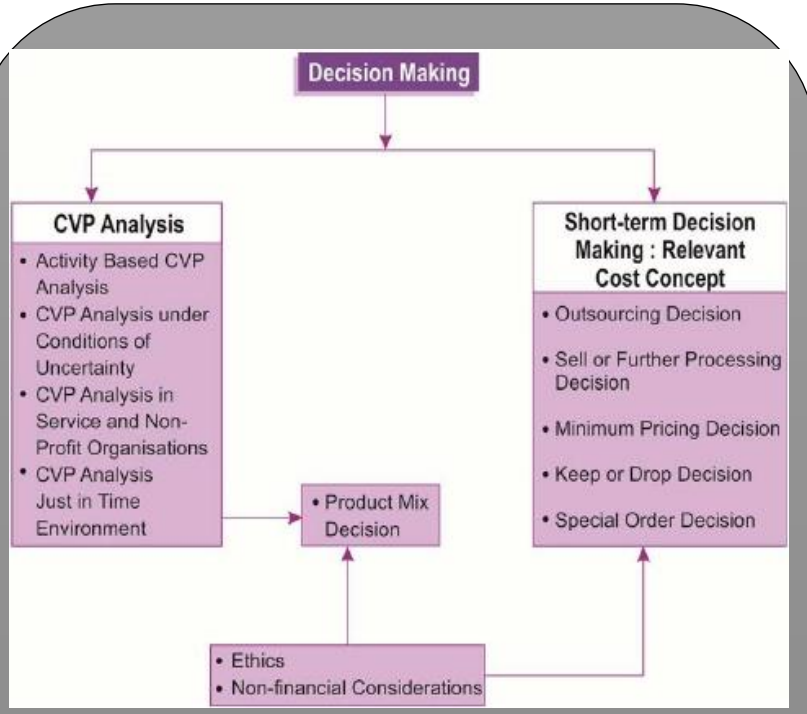 Decision Making
CVP Analysis
• Activity Based CVP
Analysis
• CVP Analysis under
Conditions of
Uncertainty
• CVP Analysis in
Service and Non-
Profit Organisations
• CVP Analysis
Just in Time
Environment
Short-term Decision
Making : Relevant
Cost Concept
• Outsourcing Decision
• Sell or Further Processing
Decision
• Minimum Pricing Decision
• Keep or Drop Decision
• Special Order Decision
• Product Mix
Decision
• Ethics
• Non-financial Considerations